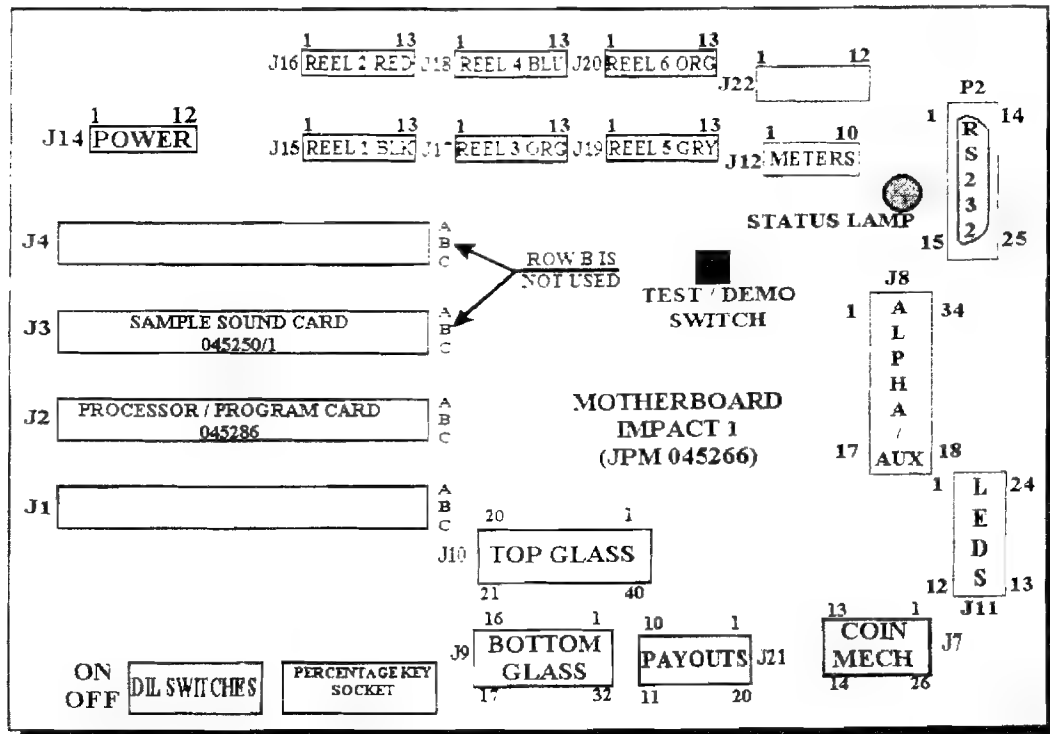 1 13 1 13 13
J16 REEL 2 RED J18 REEL 4 BLU J20 REEL 6 ORG
1 12
J22
P2
1 14
RS232
15 25
1 12
J14 POWER
1 13 1 13 13
J15 REEL 1 BLK J17 REEL 3 ORG J19 REEL 5 GRY
1 10
J12 METERS
STATUS LAMP
J4
A
B
C
ROW B IS
NOT USED
TEST / DEMO
SWITCH
J3
SAMPLE SOUND CARD
045250/1
A
B
C
J8
1 34
ALPHA / AUX
17 18
J2
PROCESSOR / PROGRAM CARD
045286
A
B
C
MOTHERBOARD
IMPACT 1
(JPM 045266)
J1
A
B
C
1 24
LEDS
12 13
J11
20 1
J10 TOP GLASS
21 40
16 1
J9 BOTTOM
GLASS
17 32
10 1
PAYOUTS J21
11 20
13 1
COIN
MECH J7
14 26
ON
OFF
DIL SWITCHES
PERCENTAGE KEY
SOCKET